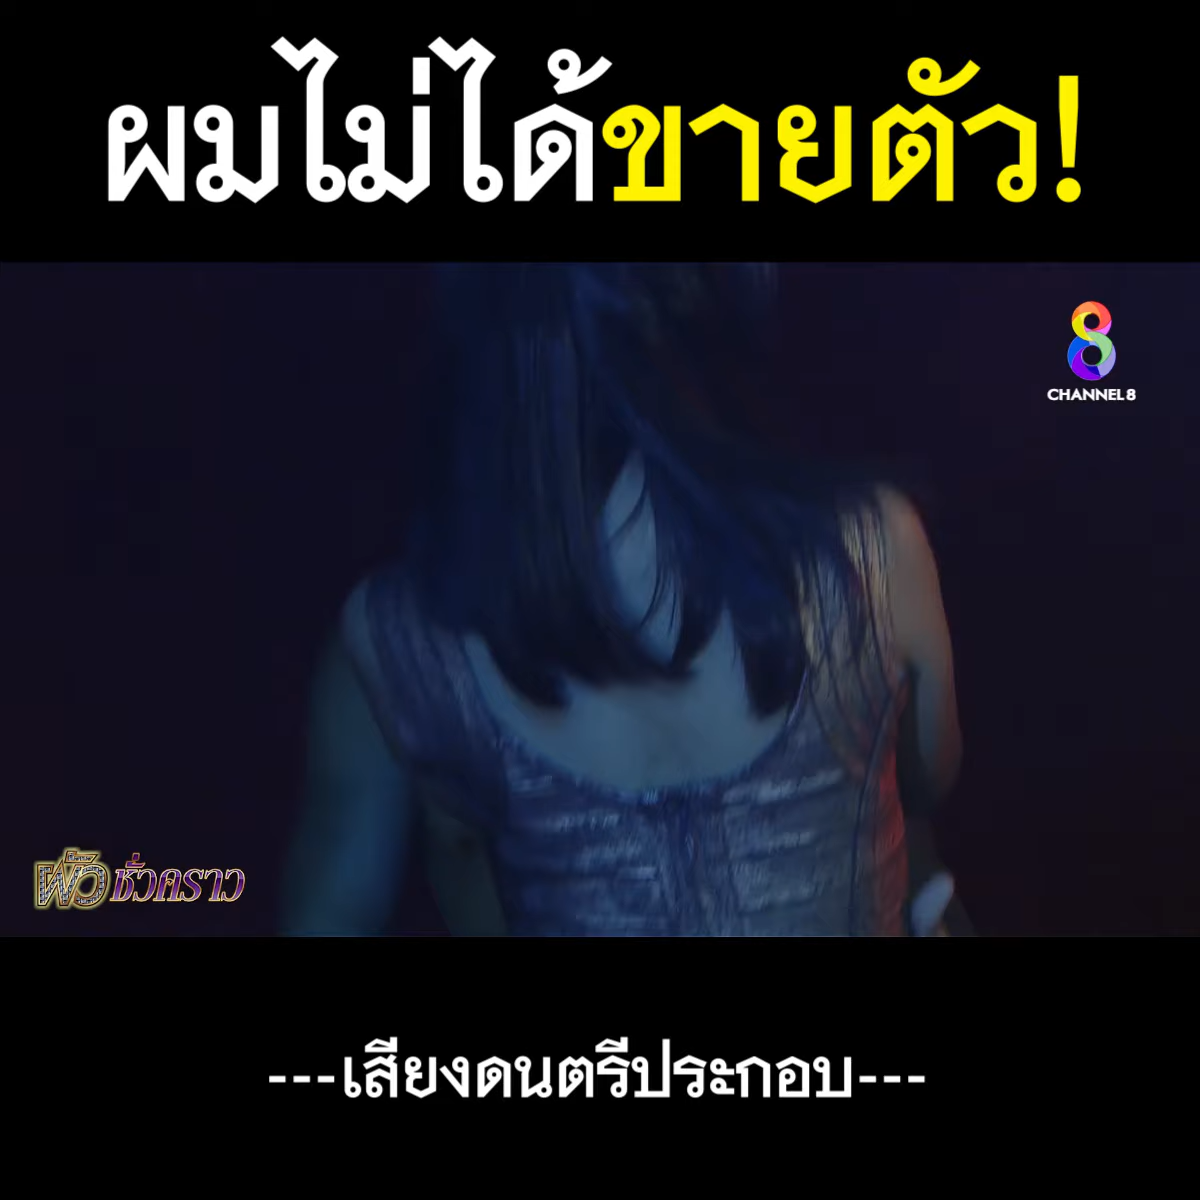 ผมไม่ได้ขายตัว!
8
CHANNEL 8
ผัวชั่วคราว
---เสียงดนตรีประกอบ---